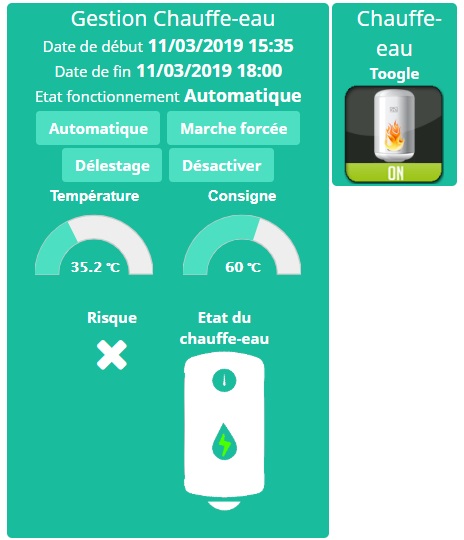 Gestion Chauffe-eau
Date de début 11/03/2019 15:35
Date de fin 11/03/2019 18:00
Etat fonctionnement Automatique
Automatique
Marche forcée
Délestage
Désactiver
Température
Consigne
35.2 °C
60 °C
Risque
Etat du
chauffe-eau
Chauffe-
eau
Toogle
ON